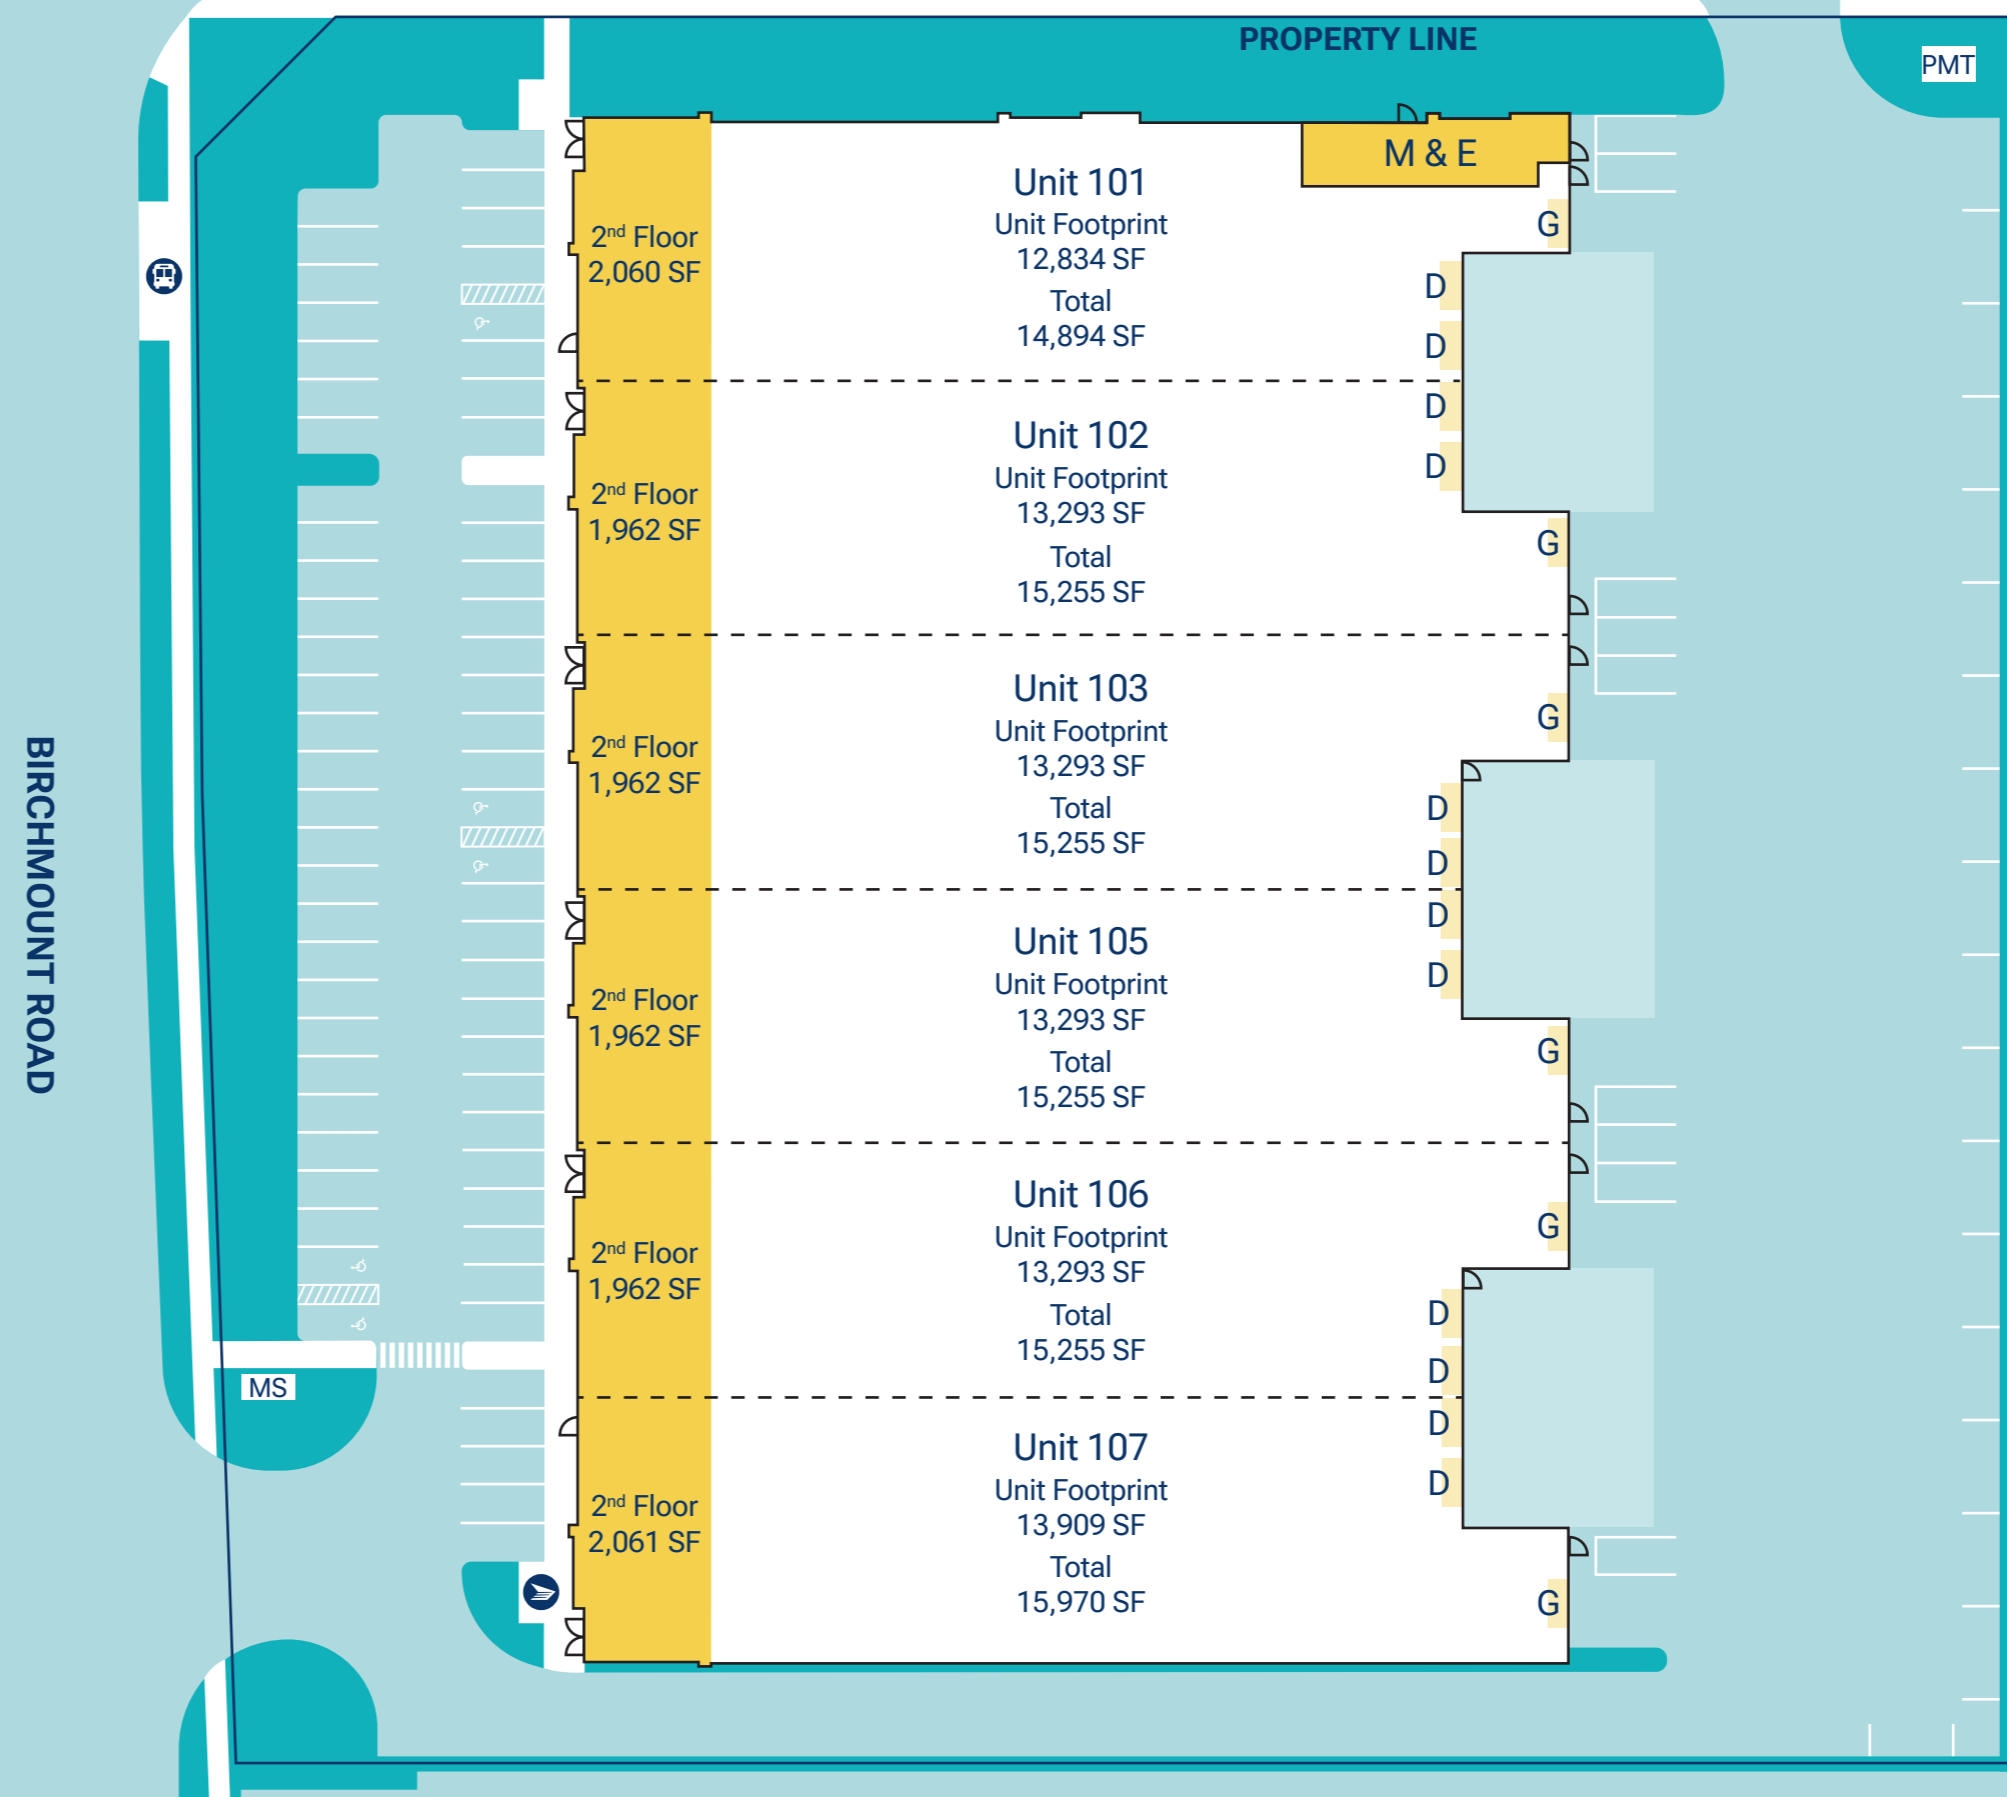 PROPERTY LINE
PMT
M & E
Unit 101
Unit Footprint
12,834 SF
Total
14,894 SF
2nd Floor
2,060 SF
G
D
D
Unit 102
Unit Footprint
13,293 SF
Total
15,255 SF
2nd Floor
1,962 SF
D
D
G
Unit 103
Unit Footprint
13,293 SF
Total
15,255 SF
2nd Floor
1,962 SF
G
D
D
BIRCHMOUNT ROAD
Unit 105
Unit Footprint
13,293 SF
Total
15,255 SF
2nd Floor
1,962 SF
D
D
G
Unit 106
Unit Footprint
13,293 SF
Total
15,255 SF
2nd Floor
1,962 SF
G
D
D
MS
Unit 107
Unit Footprint
13,909 SF
Total
15,970 SF
2nd Floor
2,061 SF
D
D
G